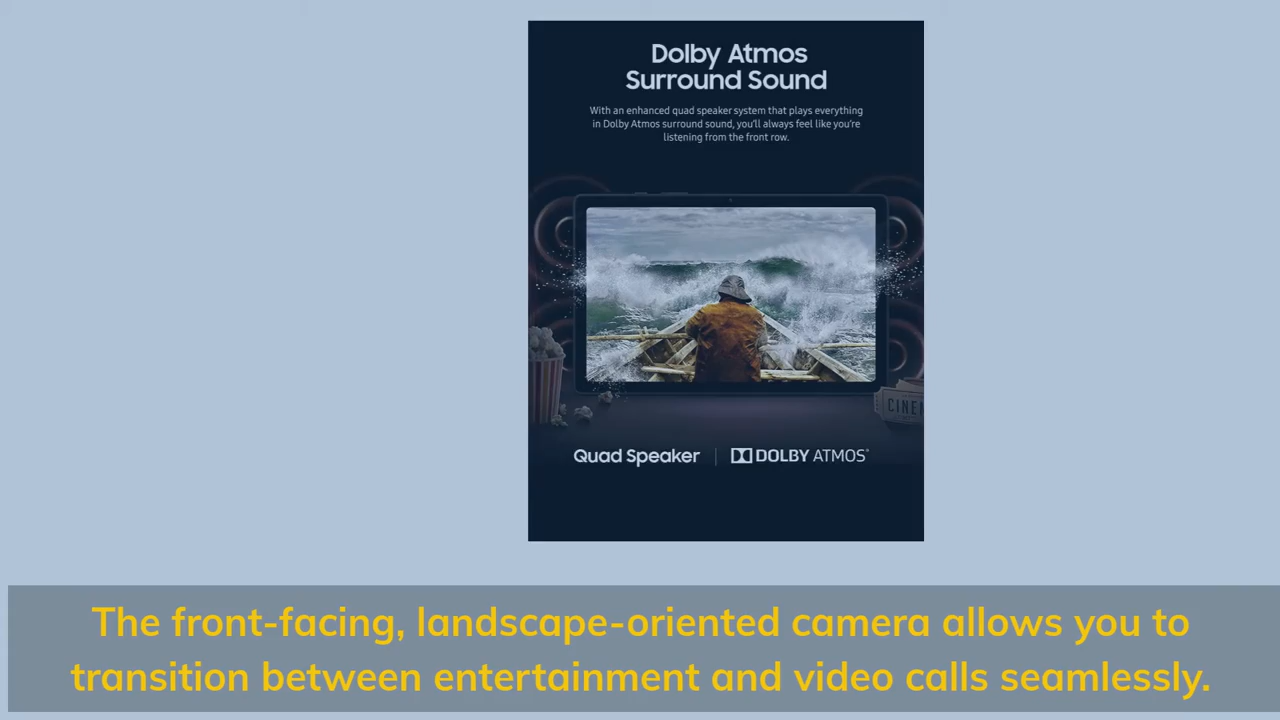 Dolby Atmos
Surround Sound
With an enhanced quad speaker system that plays everything
in Dolby Atmos surround sound, you'll always feel like you're
listening from the front row.
CINE
Quad Speaker | DOLBY ATMOS®
The front-facing, landscape-oriented camera allows you to
transition between entertainment and video calls seamlessly.